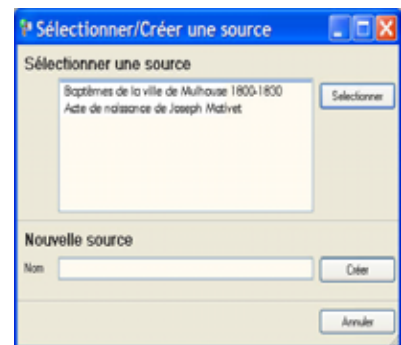 Sélectionner/Créer une source
Sélectionner une source
Baptêmes de la ville de Mulhouse 1800-1830
Selectionner
Acte de naissance de Joseph Mativet
Nouvelle source
Nom
Créer
Annuler